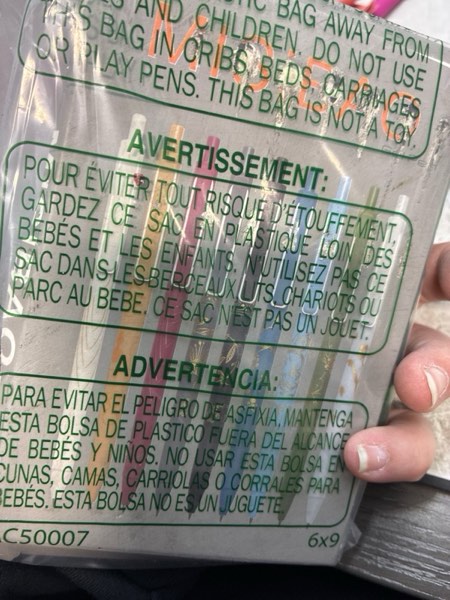 AND CHILDREN. DO NOT USE
THIS BAG IN CRIBS, BEDS, CARRIAGES
OR PLAY PENS. THIS BAG IS NOT A TOY.
AVERTISSEMENT:
POUR ÉVITER TOUT RISQUE D'ÉTOUFFEMENT,
GARDEZ CE SAC EN PLASTIQUE LOIN DES
BÉBÉS ET LES ENFANTS. N'UTILISEZ PAS CE
SAC DANS LES BERCEAUX, LITS, CHARIOTS OU
PARC AU BEBE. CE SAC N'EST PAS UN JOUET.
ADVERTENCIA:
PARA EVITAR EL PELIGRO DE ASFIXIA, MANTENGA
ESTA BOLSA DE PLASTICO FUERA DEL ALCANCE
DE BEBÉS Y NINOS. NO USAR ESTA BOLSA EN
CUNAS, CAMAS, CARRIOLAS O CORRALES PARA
BEBES. ESTA BOLSA NO ES UN JUGUETE.
AC50007 6x9